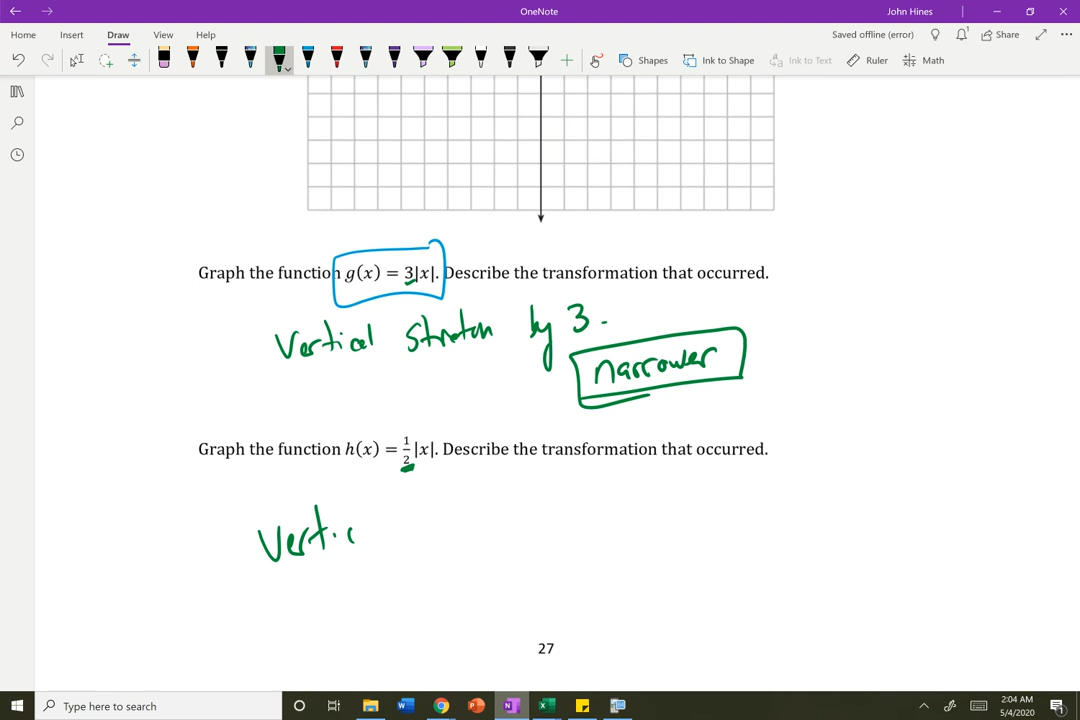 OneNote
John Hines
Home Insert Draw View Help
Saved offline (error) Share
Shapes Ink to Shape Ink to Text Ruler Math
Graph the function g(x) = 3|x|. Describe the transformation that occurred.
Vertical Stretch by 3.
narrower
Graph the function h(x) = 1/2 |x|. Describe the transformation that occurred.
Vertic
27
Type here to search
2:04 AM
5/4/2020